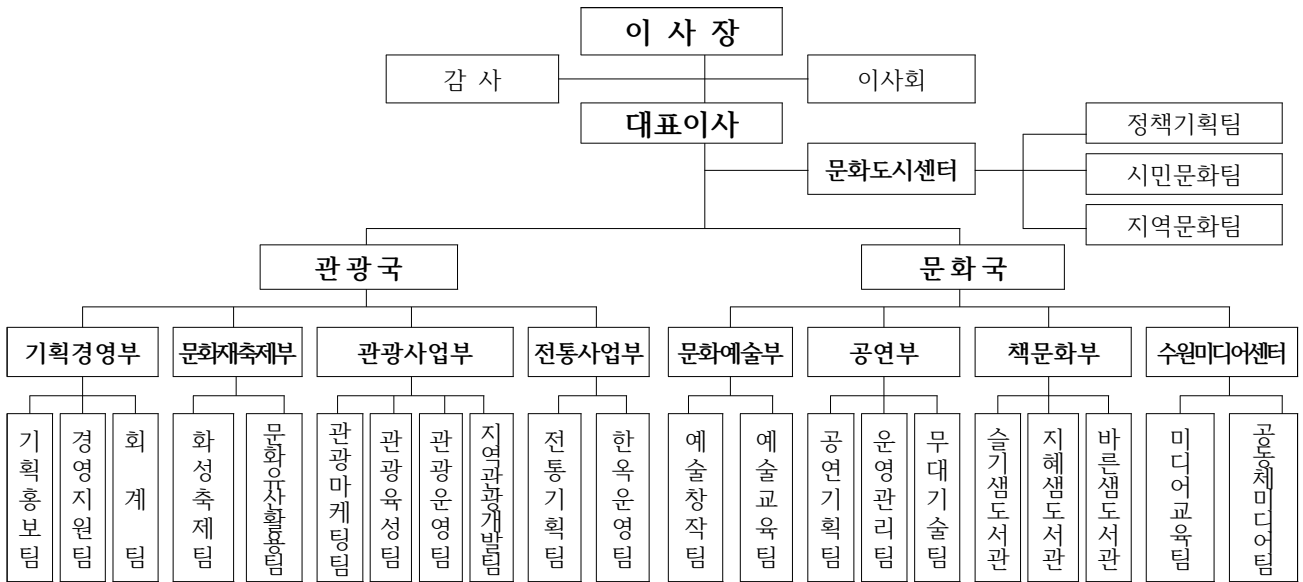 이 사 장
감 사
이사회
대표이사
정책기획팀
문화도시센터
시민문화팀
지역문화팀
관 광 국
문 화 국
기획경영부
문화재축제부
관광사업부
전통사업부
문화예술부
공연부
책문화부
수원미디어센터
기획홍보팀
경영지원팀
회 계 팀
화성축제팀
문화유산활용팀
관광마케팅팀
관광육성팀
관광운영팀
지역관광개발팀
전통기획팀
한옥운영팀
예술창작팀
예술교육팀
공연기획팀
운영관리팀
무대기술팀
슬기샘도서관
지혜샘도서관
바른샘도서관
미디어교육팀
공동체미디어팀